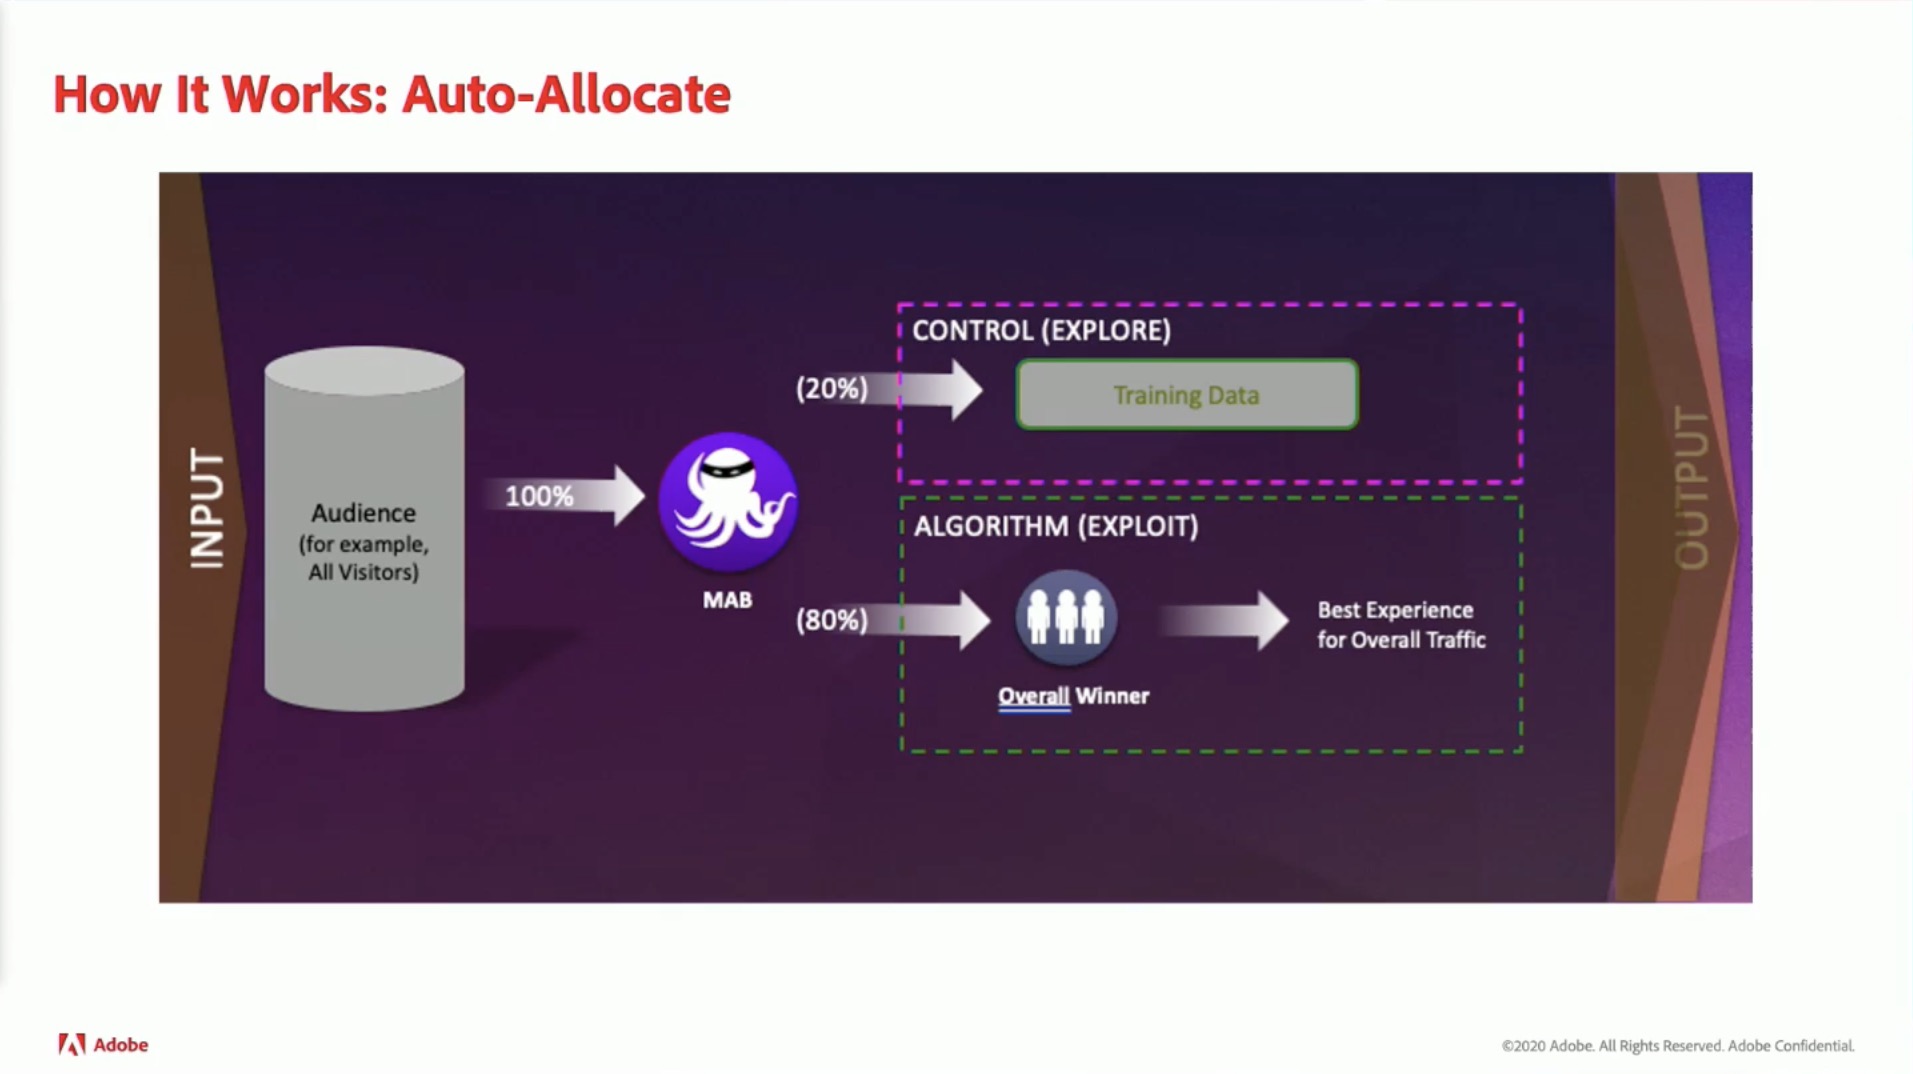 How It Works: Auto-Allocate
INPUT
Audience
(for example,
All Visitors)
100%
MAB
(20%)
CONTROL (EXPLORE)
Training Data
(80%)
ALGORITHM (EXPLOIT)
Overall Winner
Best Experience
for Overall Traffic
OUTPUT
Adobe
©2020 Adobe. All Rights Reserved. Adobe Confidential.